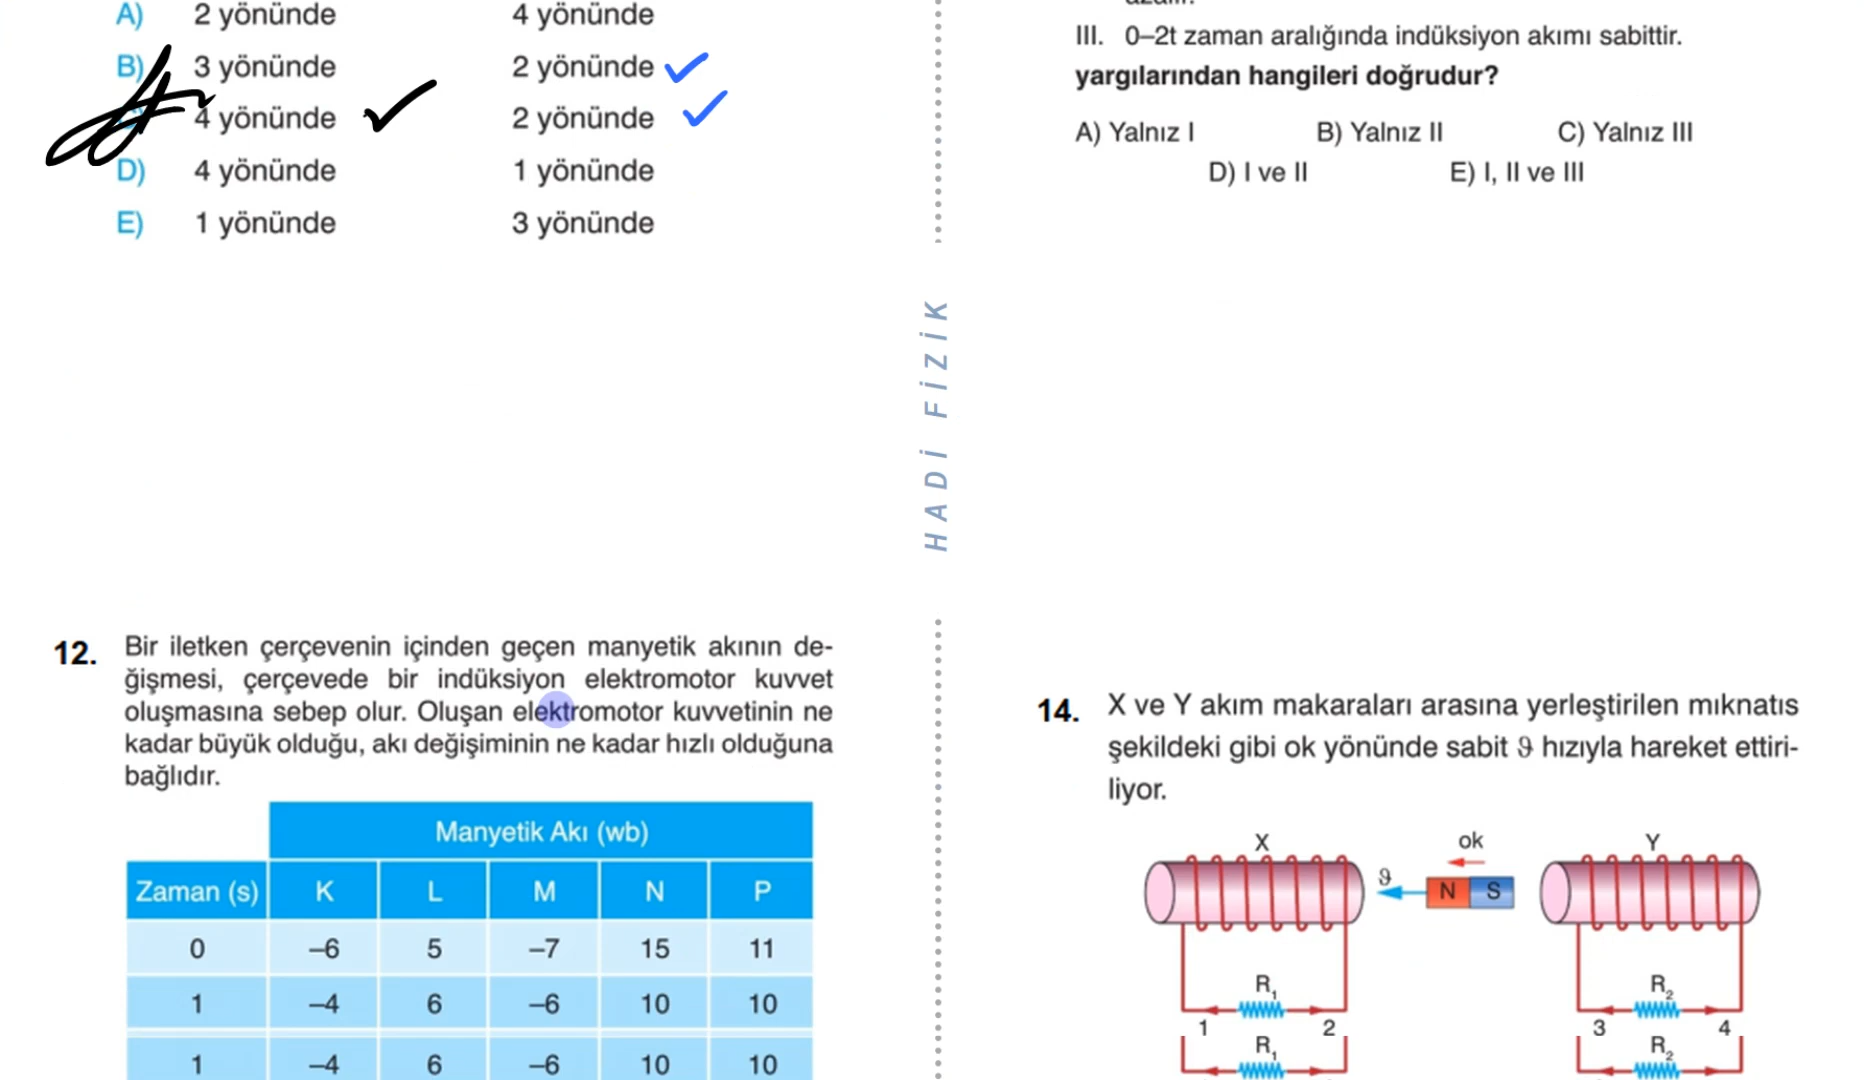 A) 2 yönünde 4 yönünde
B) 3 yönünde 2 yönünde
4 yönünde 2 yönünde
D) 4 yönünde 1 yönünde
E) 1 yönünde 3 yönünde
12. Bir iletken çerçevenin içinden geçen manyetik akının de-
ğişmesi, çerçevede bir indüksiyon elektromotor kuvvet
oluşmasına sebep olur. Oluşan elektromotor kuvvetinin ne
kadar büyük olduğu, akı değişiminin ne kadar hızlı olduğuna
bağlıdır.
Manyetik Akı (wb)
Zaman (s) K L M N P
0 –6 5 –7 15 11
1 –4 6 –6 10 10
1 –4 6 –6 10 10
HADİ FİZİK
III. 0–2t zaman aralığında indüksiyon akımı sabittir.
yargılarından hangileri doğrudur?
A) Yalnız I B) Yalnız II C) Yalnız III
D) I ve II E) I, II ve III
14. X ve Y akım makaraları arasına yerleştirilen mıknatıs
şekildeki gibi ok yönünde sabit ϑ hızıyla hareket ettiri-
liyor.
X ok Y
ϑ N S
R₁ R₂
1 2 3 4
R₁ R₂